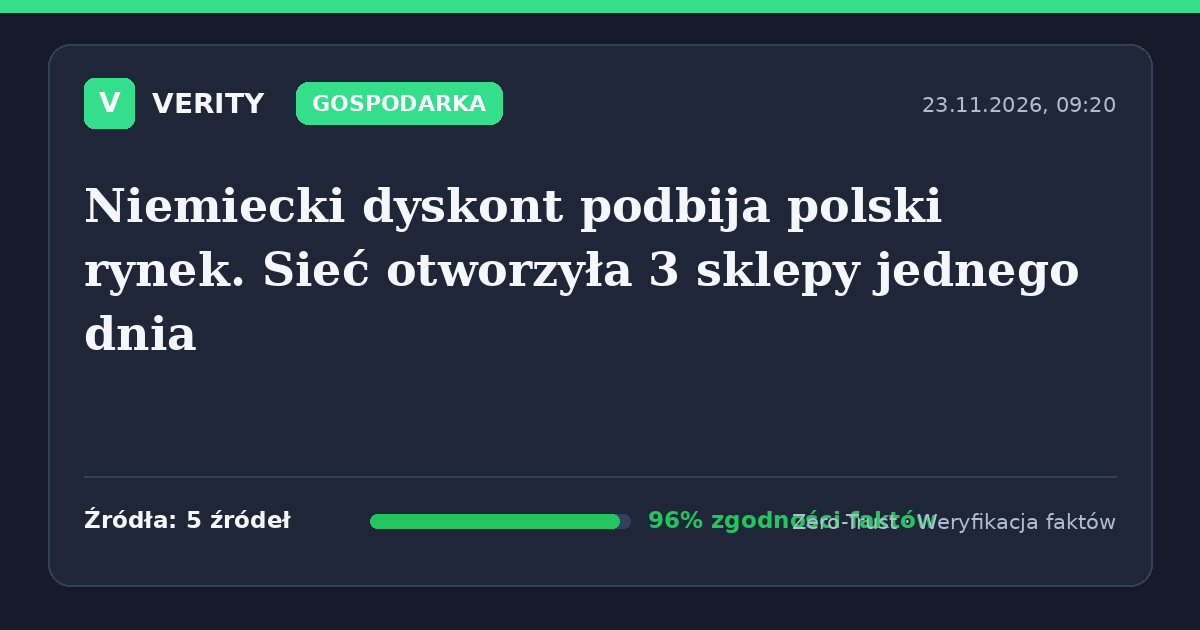 V VERITY GOSPODARKA 23.11.2026, 09:20
Niemiecki dyskont podbija polski
rynek. Sieć otworzyła 3 sklepy jednego
dnia
Źródła: 5 źródeł 96% zgodności faktów Zero-Trust · Weryfikacja faktów